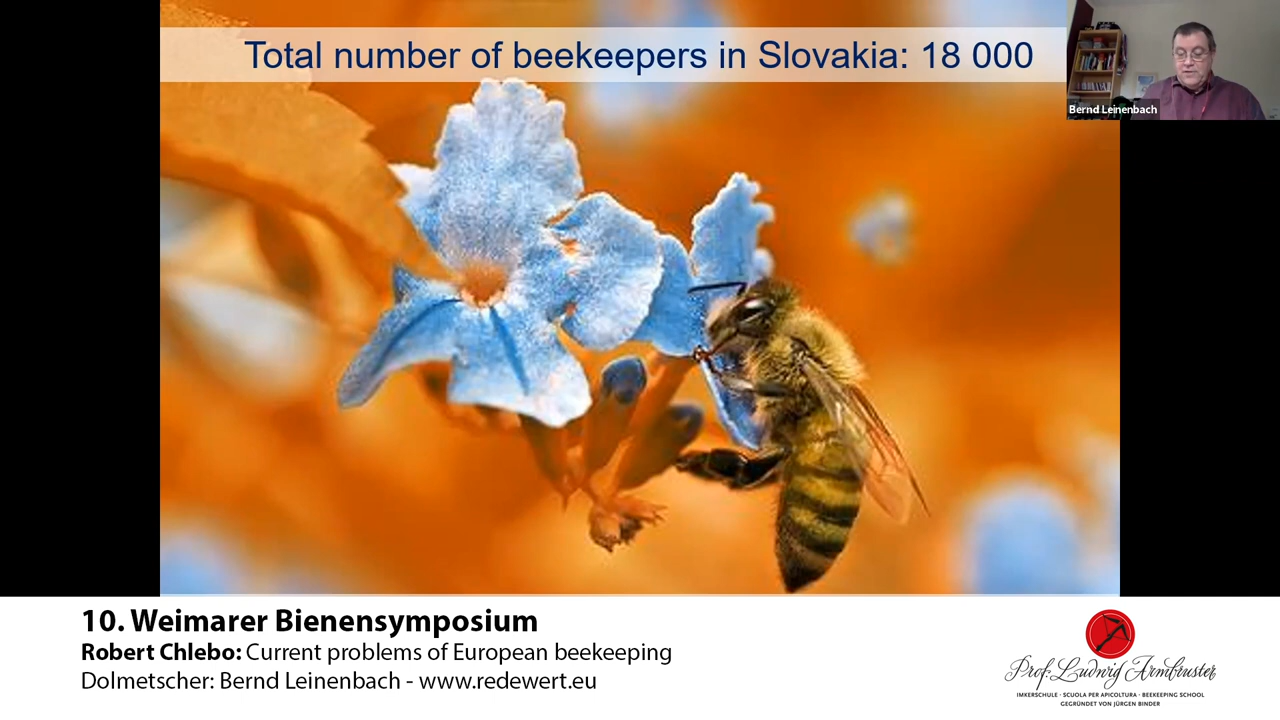 Total number of beekeepers in Slovakia: 18 000
Bernd Leinenbach
10. Weimarer Bienensymposium
Robert Chlebo: Current problems of European beekeeping
Dolmetscher: Bernd Leinenbach - www.redewert.eu
Prof. Ludwig Armbruster
IMKERSCHULE · SCUOLA PER APICOLTURA · BEEKEEPING SCHOOL
GEGRÜNDET VON JÜRGEN BINDER